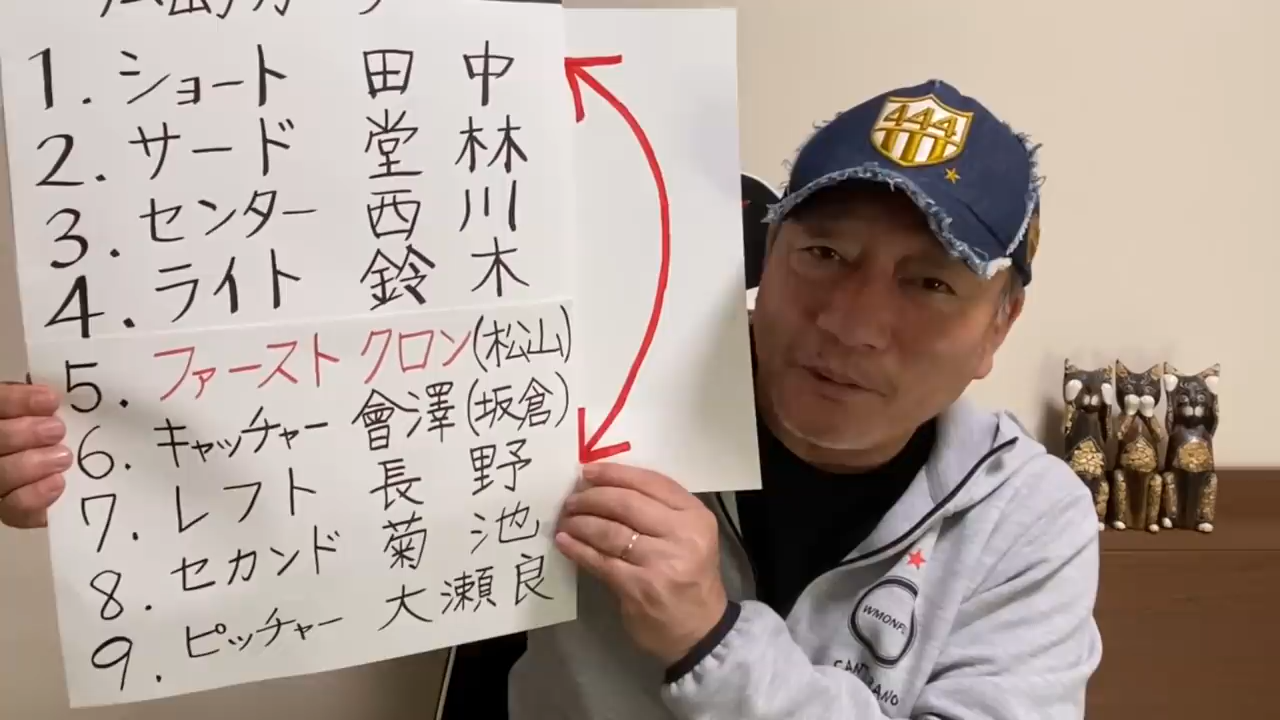 1. ショート 田中
2. サード 堂林
3. センター 西川
4. ライト 鈴木
5. ファースト クロン(松山)
6. キャッチャー 會澤(坂倉)
7. レフト 長野
8. セカンド 菊池
9. ピッチャー 大瀬良
444